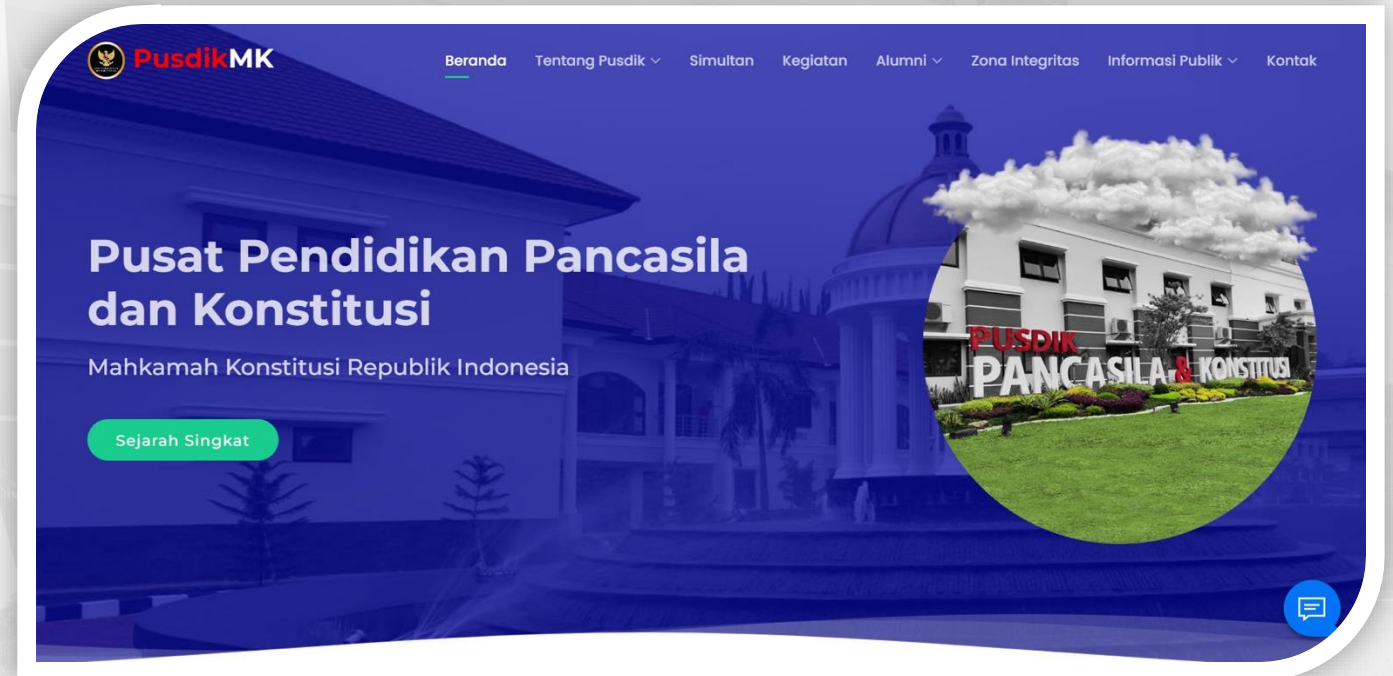 PusdikMK
Beranda Tentang Pusdik Simultan Kegiatan Alumni Zona Integritas Informasi Publik Kontak
Pusat Pendidikan Pancasila
dan Konstitusi
Mahkamah Konstitusi Republik Indonesia
Sejarah Singkat
PUSDIK
PANCASILA & KONSTITUSI